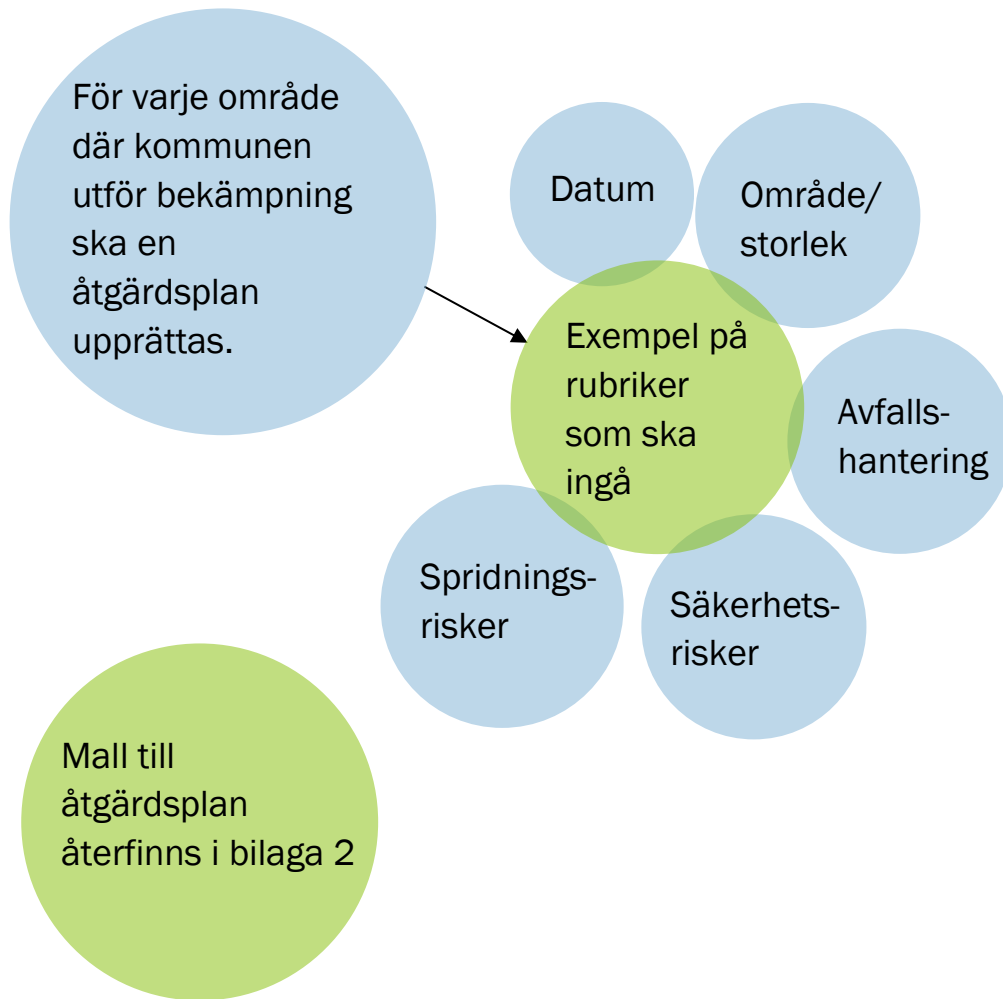 För varje område
där kommunen
utför bekämpning
ska en
åtgärdsplan
upprättas.
Datum
Område/
storlek
Exempel på
rubriker
som ska
ingå
Avfalls-
hantering
Spridnings-
risker
Säkerhets-
risker
Mall till
åtgärdsplan
återfinns i bilaga 2